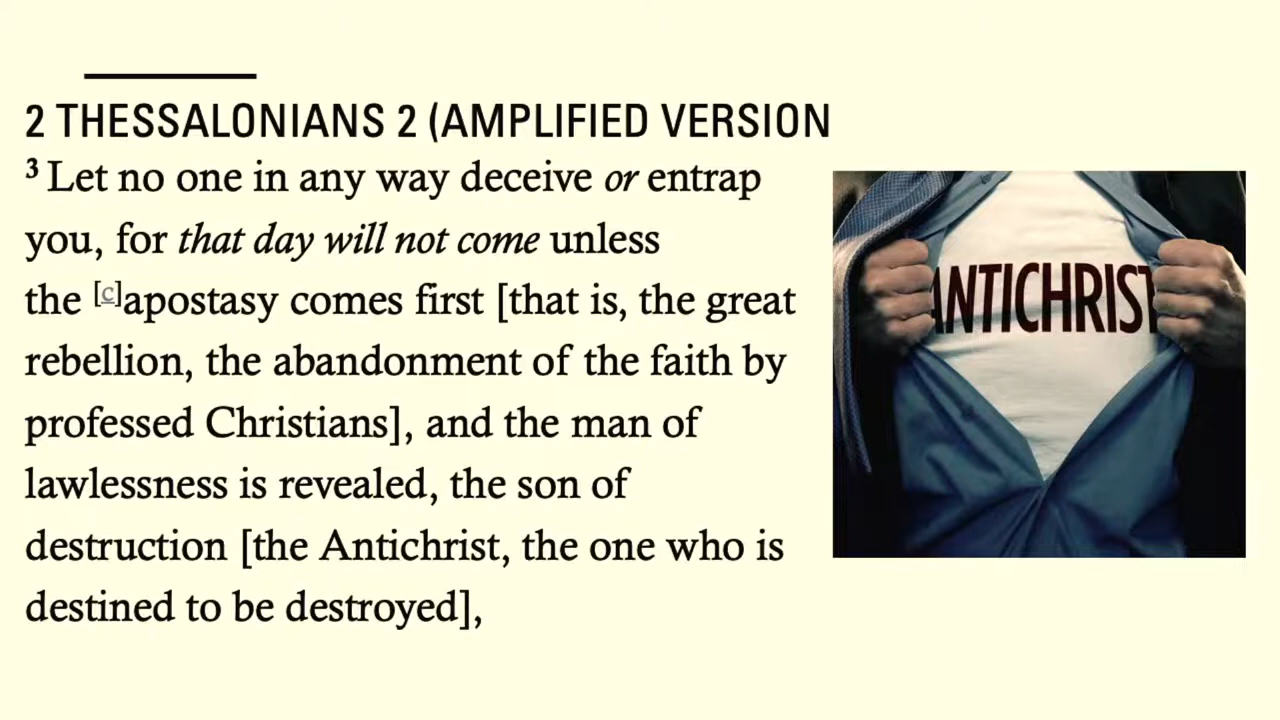 2 THESSALONIANS 2 (AMPLIFIED VERSION
3 Let no one in any way deceive or entrap
you, for that day will not come unless
the [c]apostasy comes first [that is, the great
rebellion, the abandonment of the faith by
professed Christians], and the man of
lawlessness is revealed, the son of
destruction [the Antichrist, the one who is
destined to be destroyed],
ANTICHRIST